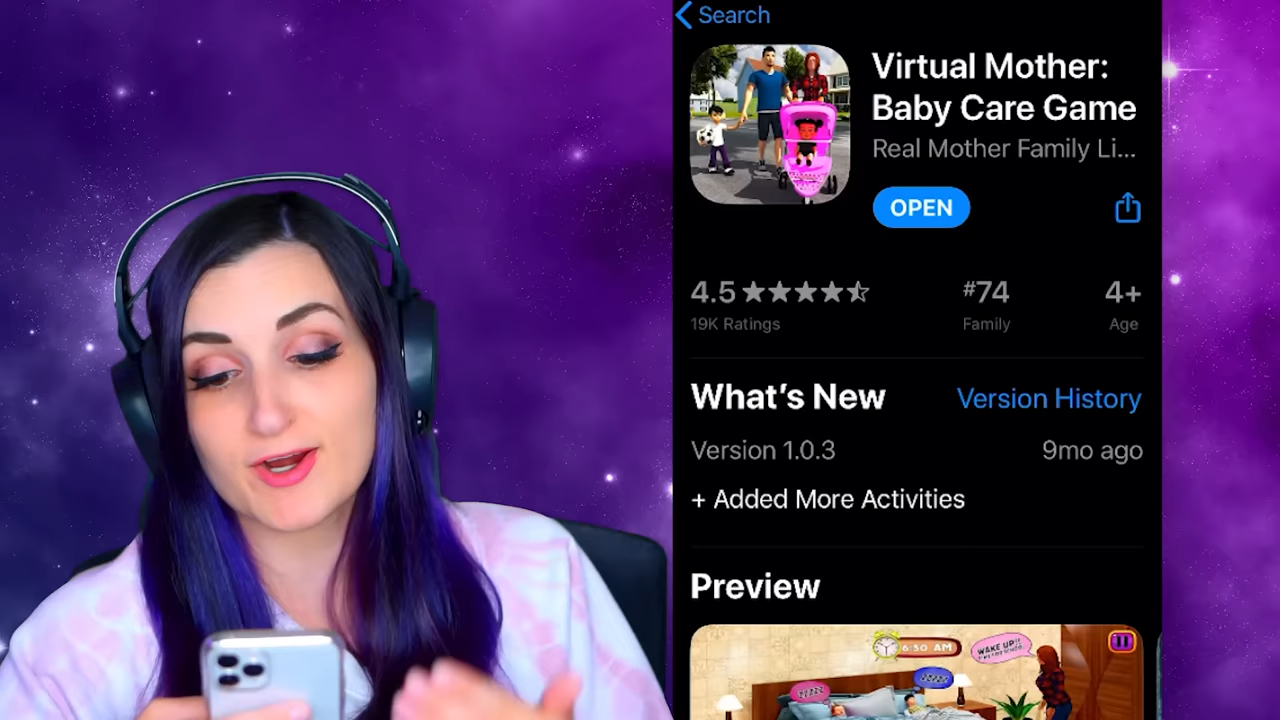 Search
Virtual Mother:
Baby Care Game
Real Mother Family Li...
OPEN
4.5
#74
4+
19K Ratings
Family
Age
What's New
Version History
Version 1.0.3
9mo ago
+ Added More Activities
Preview
6:30 AM
WAKE UP!!